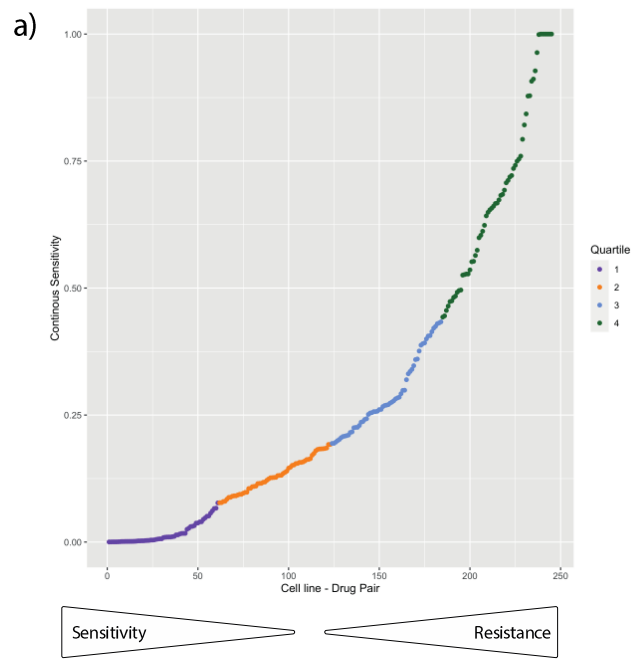 a)
1.00
0.75
0.50
0.25
0.00
Continous Sensitivity
0 50 100 150 200 250
Cell line - Drug Pair
Quartile
1
2
3
4
Sensitivity Resistance